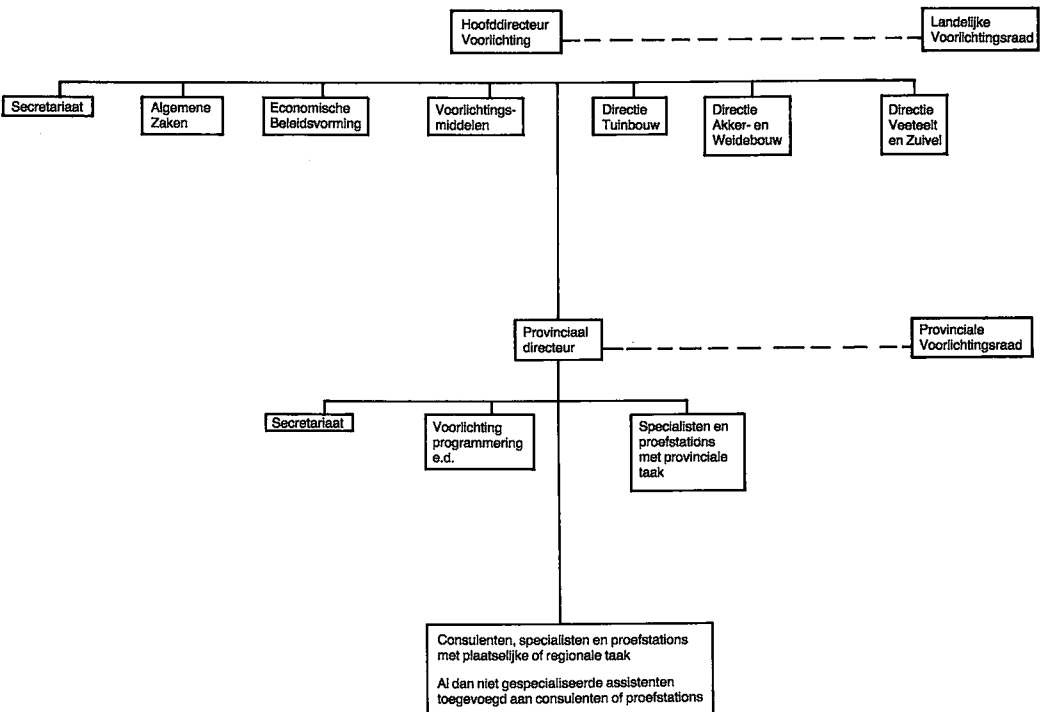 Hoofddirecteur
Voorlichting
Landelijke
Voorlichtingsraad
Secretariaat
Algemene
Zaken
Economische
Beleidsvorming
Voorlichtings-
middelen
Directie
Tuinbouw
Directie
Akker- en
Weidebouw
Directie
Veeteelt
en Zuivel
Provinciaal
directeur
Provinciale
Voorlichtingsraad
Secretariaat
Voorlichting
programmering
e.d.
Specialisten en
proefstations
met provinciale
taak
Consulenten, specialisten en proefstations
met plaatselijke of regionale taak
Al dan niet gespecialiseerde assistenten
toegevoegd aan consulenten of proefstations